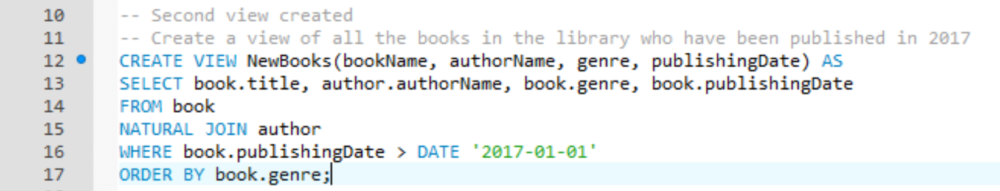 10 -- Second view created
11 -- Create a view of all the books in the library who have been published in 2017
12 CREATE VIEW NewBooks(bookName, authorName, genre, publishingDate) AS
13 SELECT book.title, author.authorName, book.genre, book.publishingDate
14 FROM book
15 NATURAL JOIN author
16 WHERE book.publishingDate > DATE '2017-01-01'
17 ORDER BY book.genre;